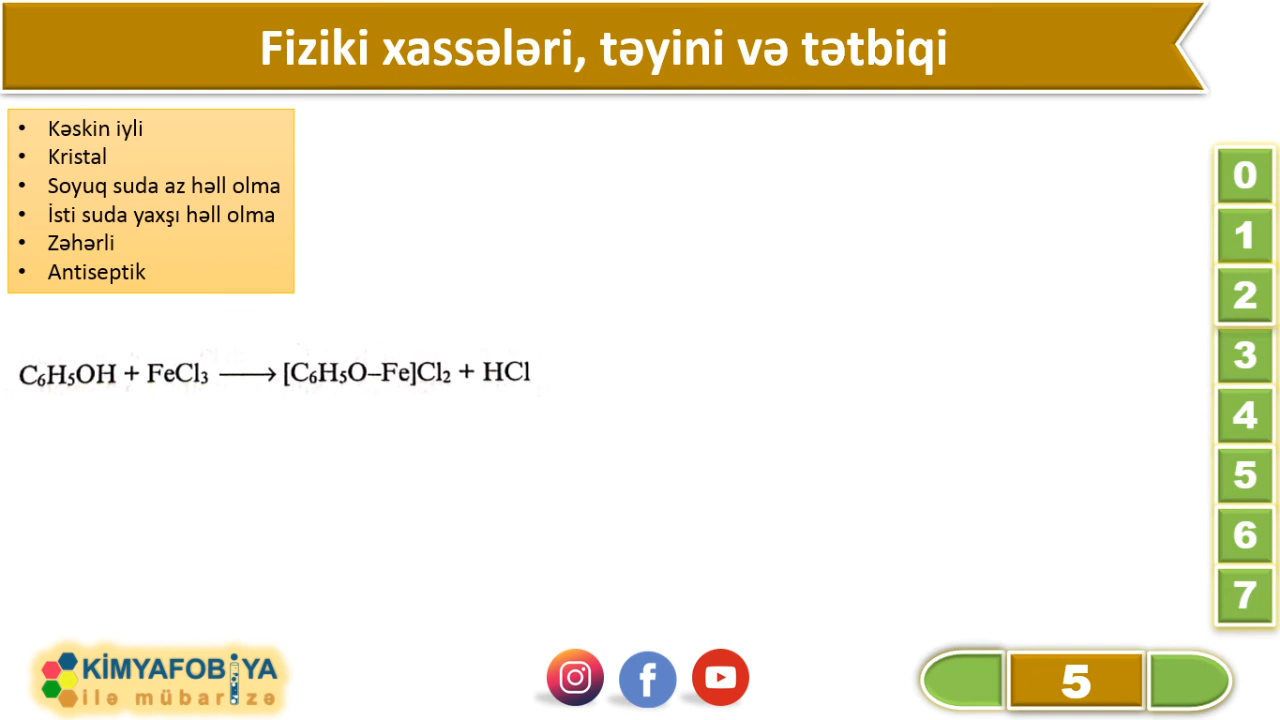 Fiziki xassələri, təyini və tətbiqi
• Kəskin iyli
• Kristal
• Soyuq suda az həll olma
• İsti suda yaxşı həll olma
• Zəhərli
• Antiseptik
C₆H₅OH + FeCl₃ ⟶ [C₆H₅O–Fe]Cl₂ + HCl
0
1
2
3
4
5
6
7
KİMYAFOBİYA
ilə mübarizə
5